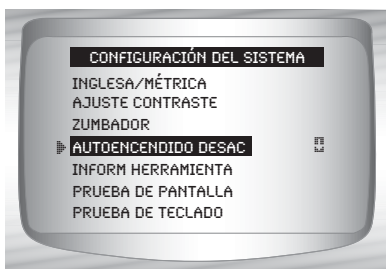 CONFIGURACIÓN DEL SISTEMA
INGLESA/MÉTRICA
AJUSTE CONTRASTE
ZUMBADOR
AUTOENCENDIDO DESAC
INFORM HERRAMIENTA
PRUEBA DE PANTALLA
PRUEBA DE TECLADO